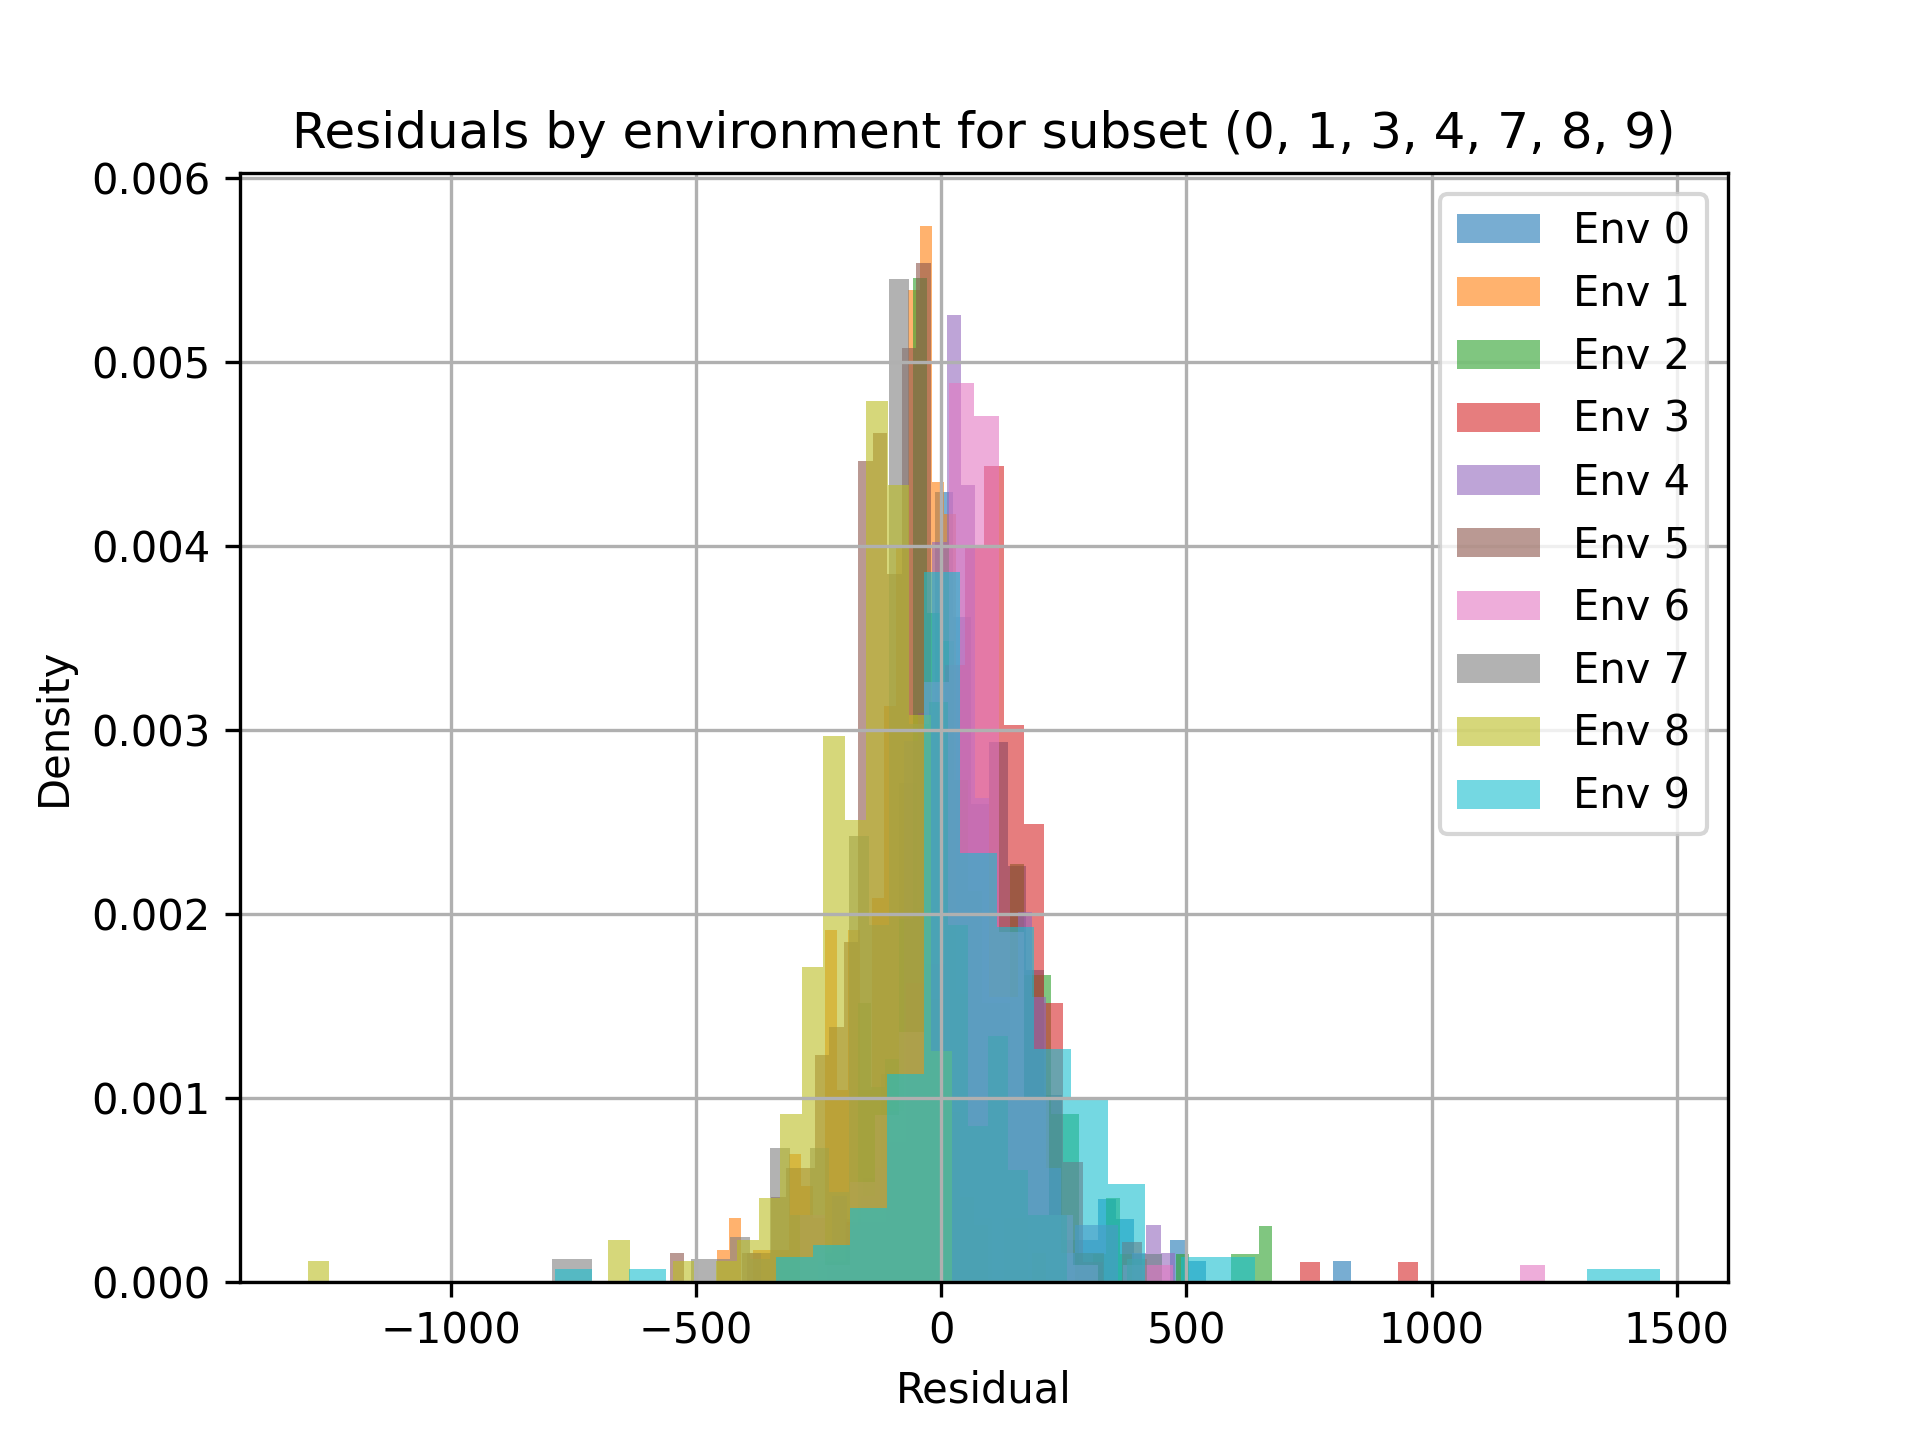 Residuals by environment for subset (0, 1, 3, 4, 7, 8, 9)
0.006
0.005
0.004
0.003
0.002
0.001
0.000
Density
−1000
−500
0
500
1000
1500
Residual
Env 0
Env 1
Env 2
Env 3
Env 4
Env 5
Env 6
Env 7
Env 8
Env 9